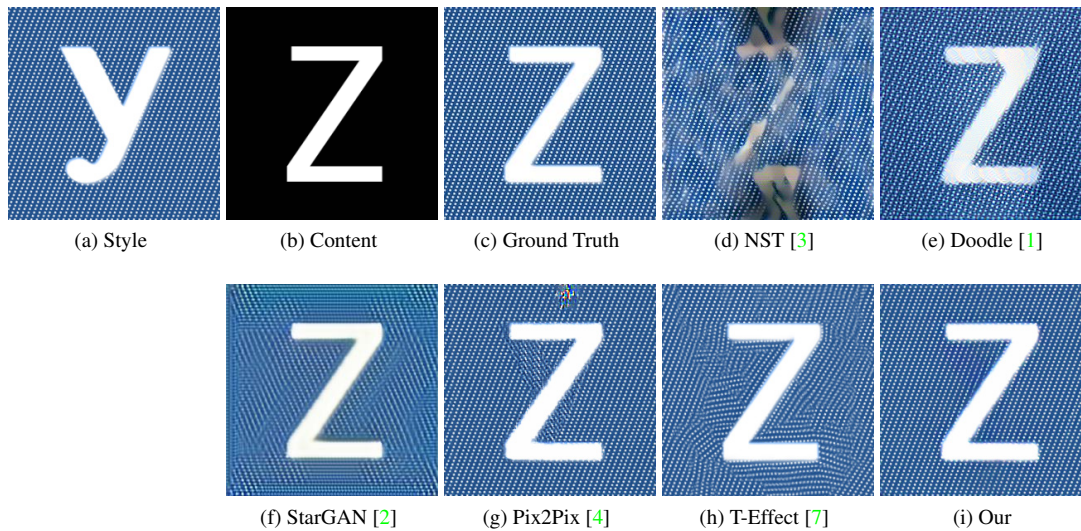 y Z Z Z
(a) Style (b) Content (c) Ground Truth (d) NST [3] (e) Doodle [1]
Z Z Z Z
(f) StarGAN [2] (g) Pix2Pix [4] (h) T-Effect [7] (i) Our